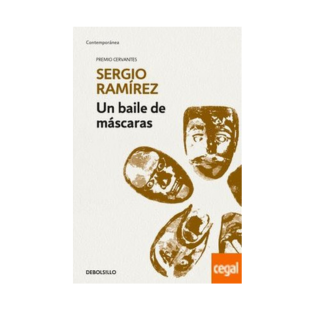 Contemporánea
PREMIO CERVANTES
SERGIO
RAMÍREZ
Un baile de
máscaras
DEBOLSILLO
cegal